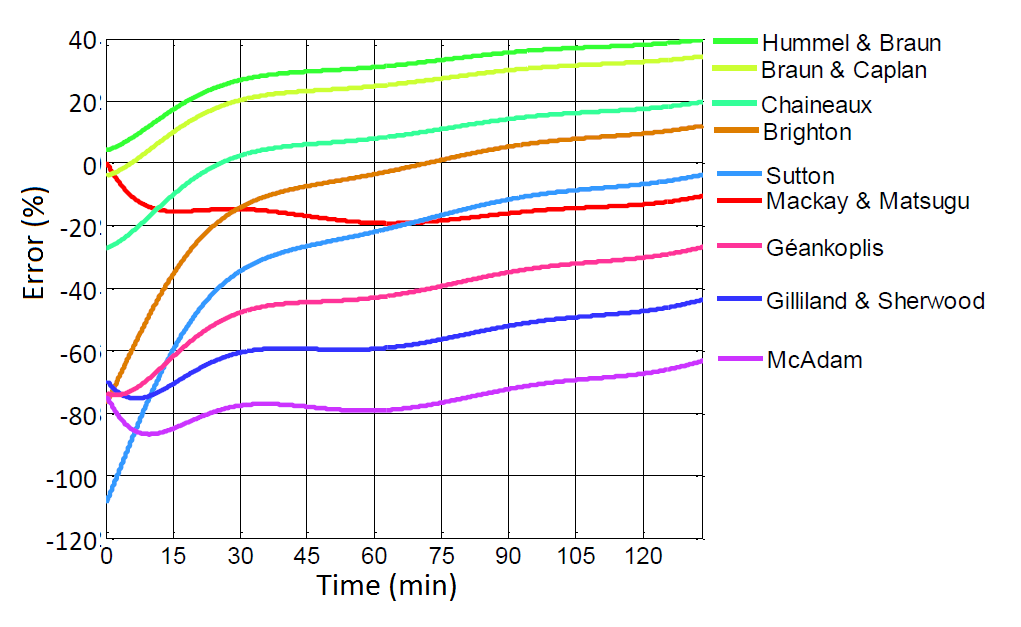 40
20
0
-20
-40
-60
-80
-100
-120
Error (%)
0 15 30 45 60 75 90 105 120
Time (min)
Hummel & Braun
Braun & Caplan
Chaineaux
Brighton
Sutton
Mackay & Matsugu
Géankoplis
Gilliland & Sherwood
McAdam